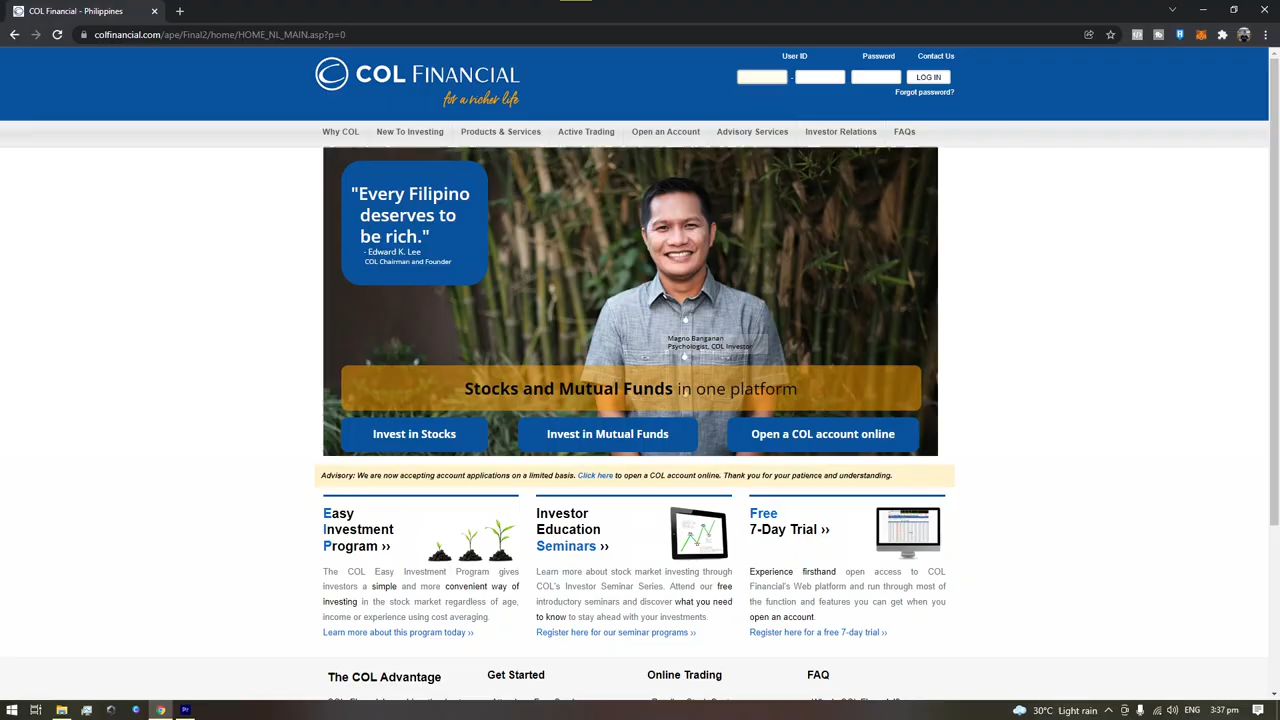 COL Financial - Philippines
colfinancial.com/ape/Final2/home/HOME_NL_MAIN.asp?p=0
User ID
Password
Contact Us
COL FINANCIAL
for a richer life
-
LOG IN
Forgot password?
Why COL
New To Investing
Products & Services
Active Trading
Open an Account
Advisory Services
Investor Relations
FAQs
"Every Filipino
deserves to
be rich."
- Edward K. Lee
COL Chairman and Founder
Magno Banganan
Psychologist, COL Investor
Stocks and Mutual Funds in one platform
Invest in Stocks
Invest in Mutual Funds
Open a COL account online
Advisory: We are now accepting account applications on a limited basis. Click here to open a COL account online. Thank you for your patience and understanding.
Easy
Investment
Program ››
The COL Easy Investment Program gives
investors a simple and more convenient way of
investing in the stock market regardless of age,
income or experience using cost averaging.
Learn more about this program today ››
Investor
Education
Seminars ››
Learn more about stock market investing through
COL's Investor Seminar Series. Attend our free
introductory seminars and discover what you need
to know to stay ahead with your investments.
Register here for our seminar programs ››
Free
7-Day Trial ››
Experience firsthand open access to COL
Financial's Web platform and run through most of
the function and features you can get when you
open an account.
Register here for a free 7-day trial ››
The COL Advantage
Get Started
Online Trading
FAQ
30°C Light rain
3:37 pm